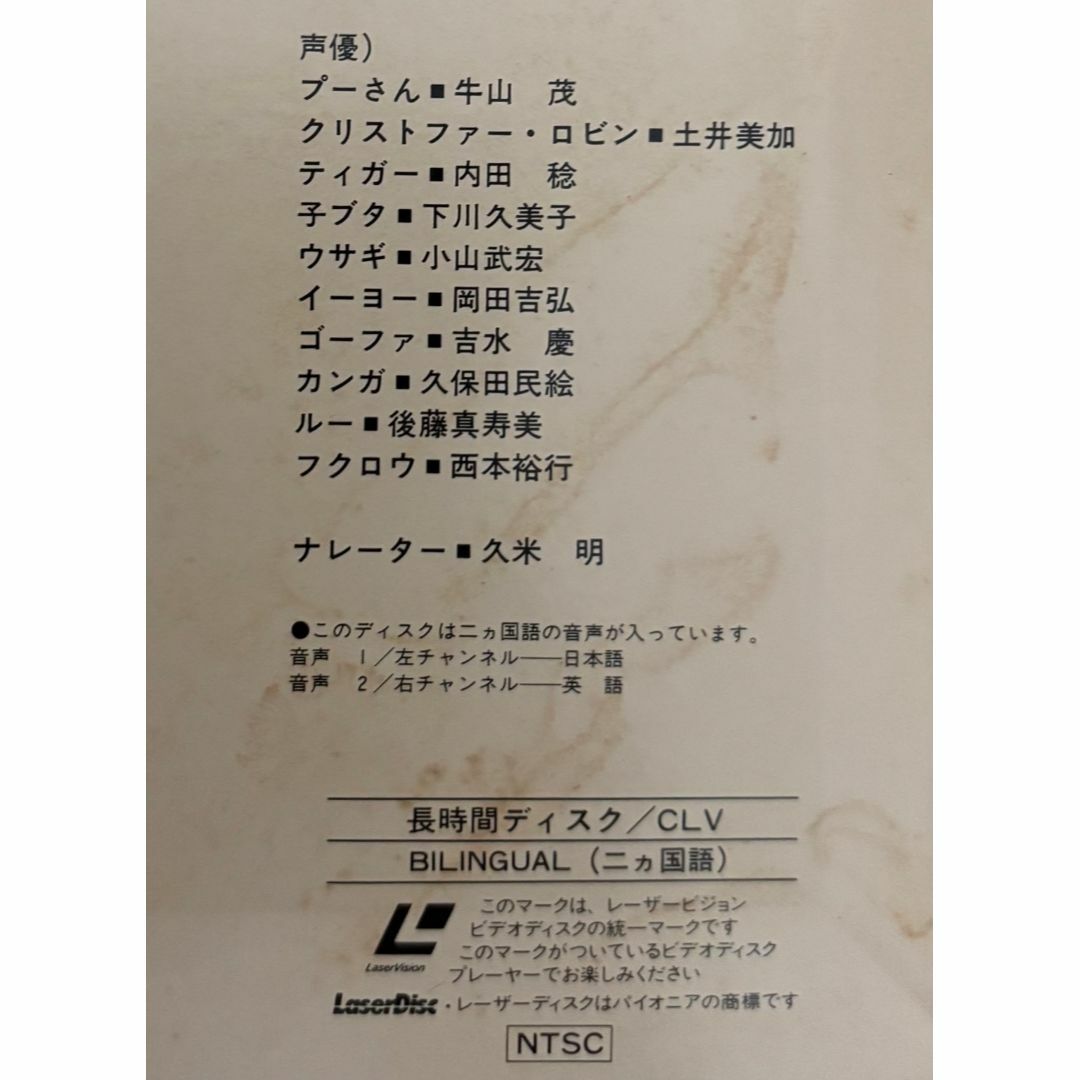 声優)
プーさん■牛山　茂
クリストファー・ロビン■土井美加
ティガー■内田　稔
子ブタ■下川久美子
ウサギ■小山武宏
イーヨー■岡田吉弘
ゴーファ■吉水　慶
カンガ■久保田民絵
ルー■後藤真寿美
フクロウ■西本裕行
ナレーター■久米　明
●このディスクは二ヵ国語の音声が入っています。
音声　1／左チャンネル──日本語
音声　2／右チャンネル──英　語
長時間ディスク／CLV
BILINGUAL（二ヵ国語）
このマークは、レーザービジョン
ビデオディスクの統一マークです
このマークがついているビデオディスク
プレーヤーでお楽しみください
LaserVision
LaserDisc・レーザーディスクはパイオニアの商標です
NTSC